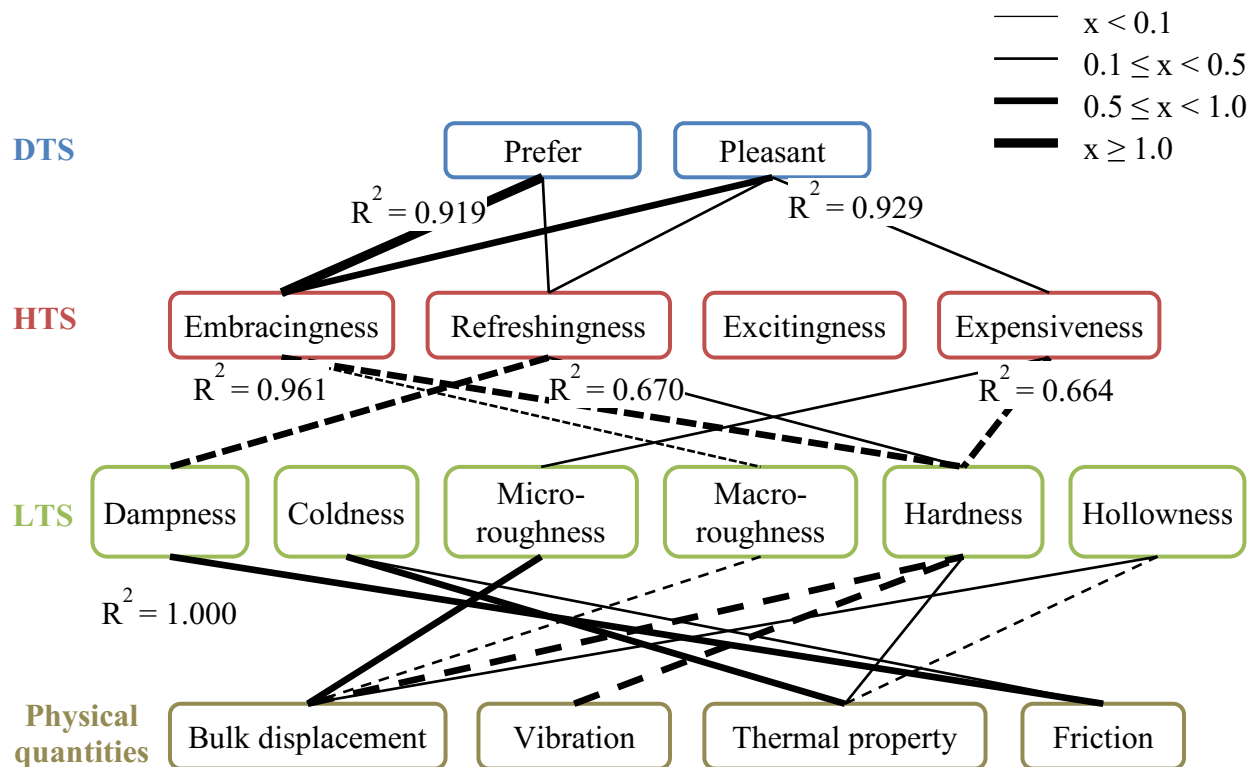 x < 0.1
0.1 ≤ x < 0.5
0.5 ≤ x < 1.0
x ≥ 1.0
DTS
Prefer
Pleasant
R² = 0.919
R² = 0.929
HTS
Embracingness
Refreshingness
Excitingness
Expensiveness
R² = 0.961
R² = 0.670
R² = 0.664
LTS
Dampness
Coldness
Micro-
roughness
Macro-
roughness
Hardness
Hollowness
R² = 1.000
Physical
quantities
Bulk displacement
Vibration
Thermal property
Friction